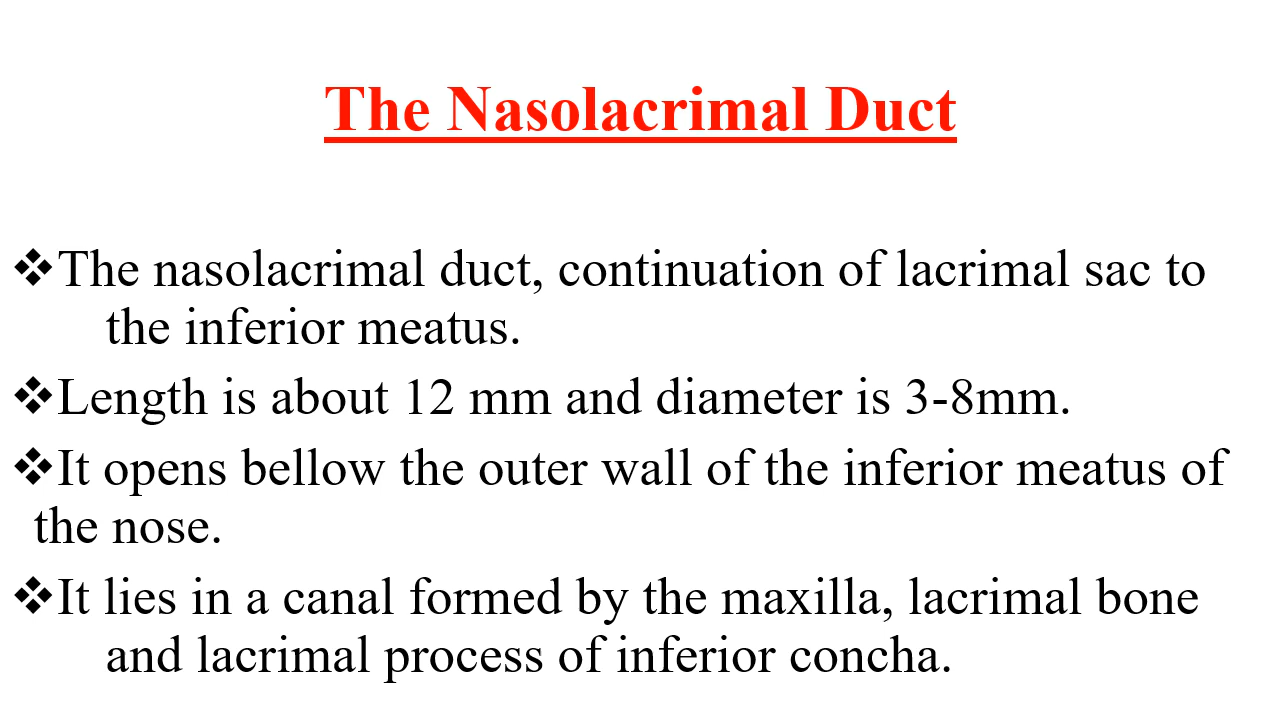 The Nasolacrimal Duct
❖The nasolacrimal duct, continuation of lacrimal sac to
the inferior meatus.
❖Length is about 12 mm and diameter is 3-8mm.
❖It opens bellow the outer wall of the inferior meatus of
the nose.
❖It lies in a canal formed by the maxilla, lacrimal bone
and lacrimal process of inferior concha.